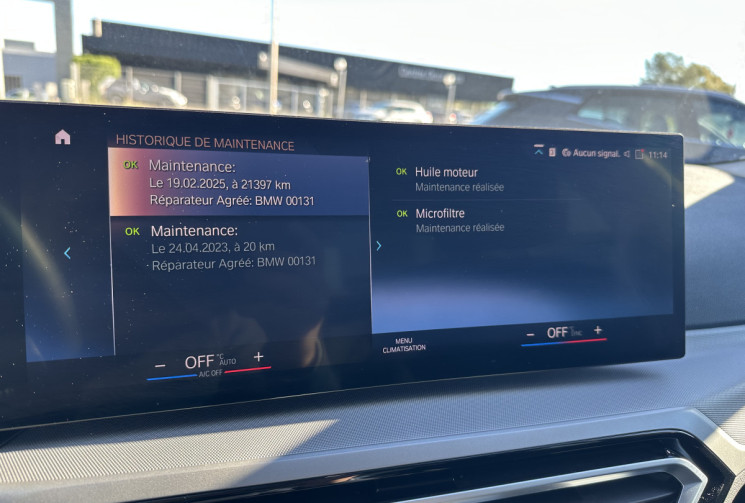 HISTORIQUE DE MAINTENANCE
Aucun signal.
11:14
OK Maintenance:
Le 19.02.2025, à 21397 km
Réparateur Agréé: BMW 00131
OK Maintenance:
Le 24.04.2023, à 20 km
Réparateur Agréé: BMW 00131
OK Huile moteur
Maintenance réalisée
OK Microfiltre
Maintenance réalisée
− OFF °C AUTO +
A/C OFF
MENU
CLIMATISATION
− OFF °C +
SYNC